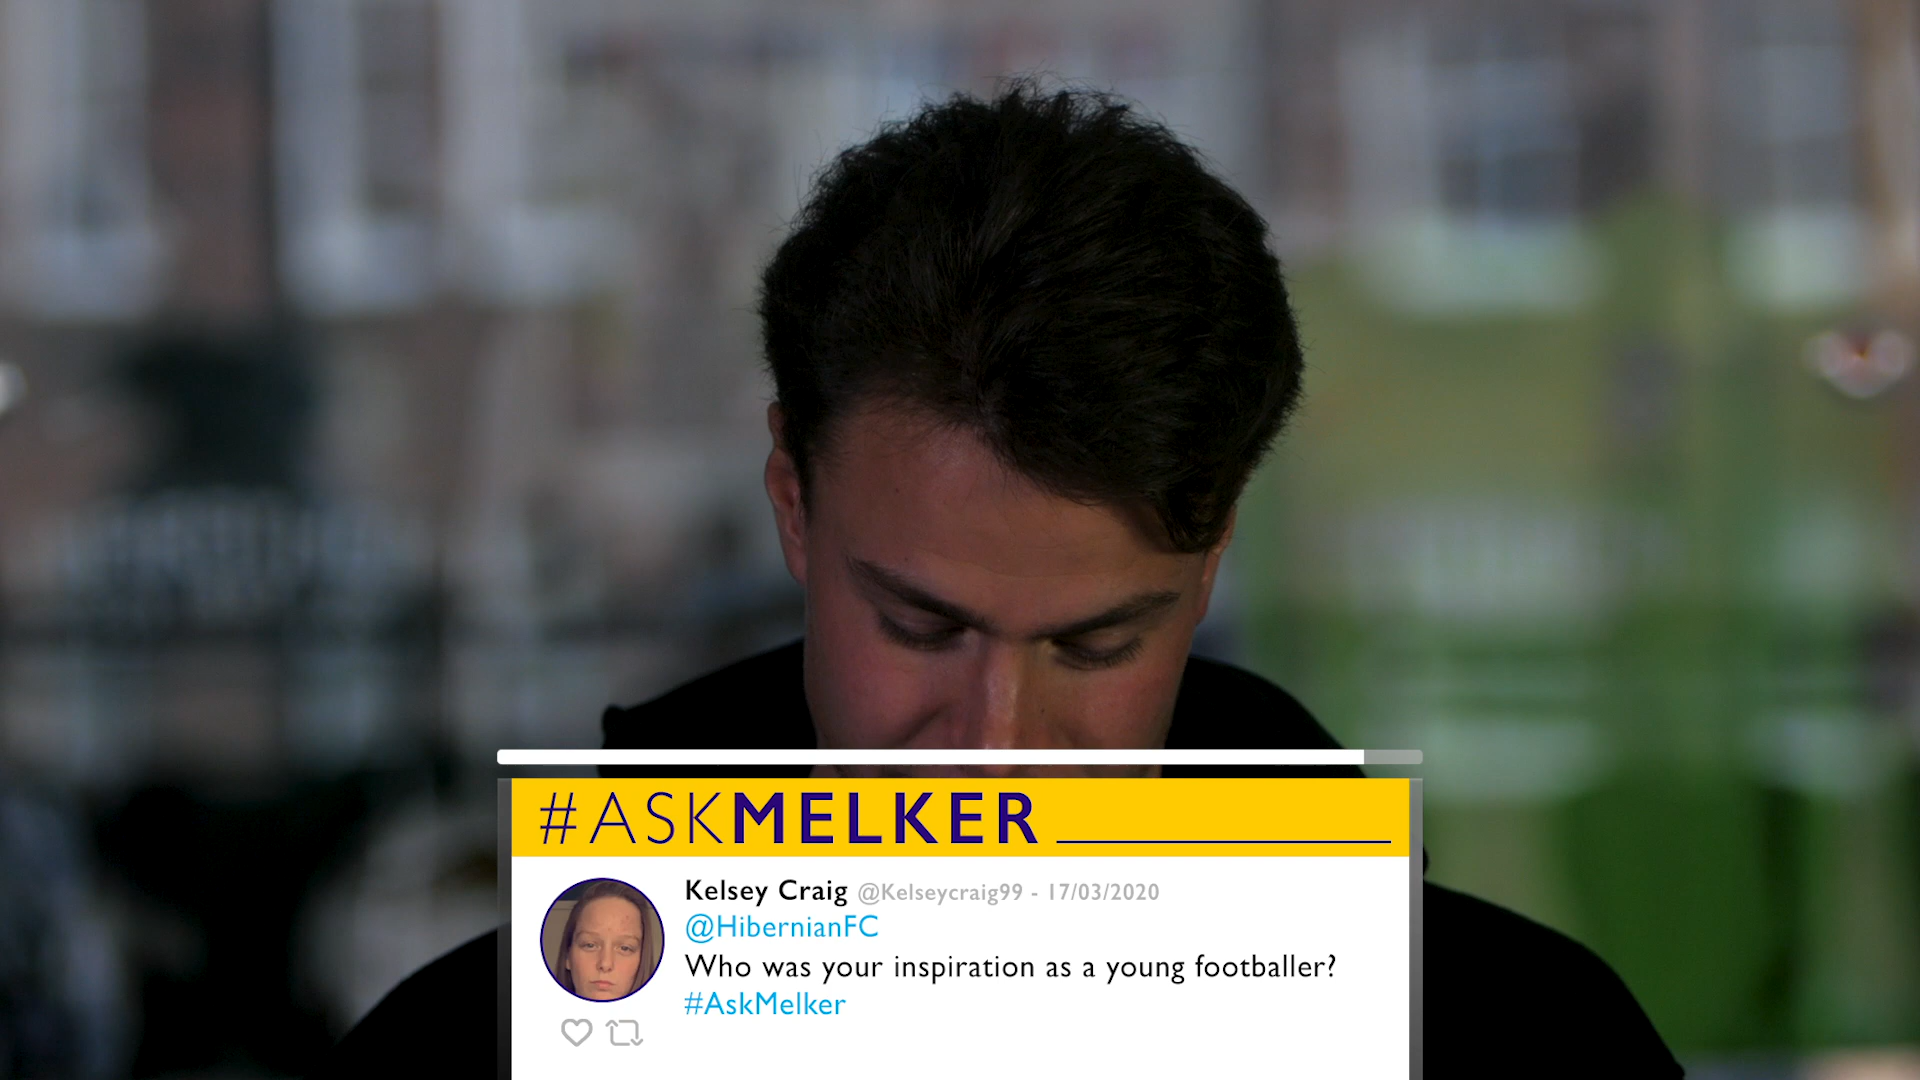 #ASKMELKER
Kelsey Craig @Kelseycraig99 - 17/03/2020
@HibernianFC
Who was your inspiration as a young footballer?
#AskMelker